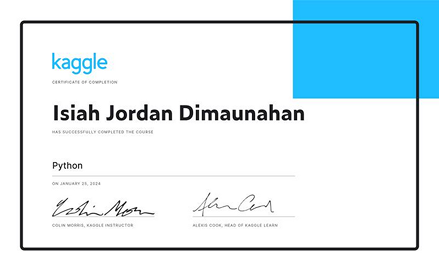 kaggle
CERTIFICATE OF COMPLETION
Isiah Jordan Dimaunahan
HAS SUCCESSFULLY COMPLETED THE COURSE
Python
ON JANUARY 25, 2024
COLIN MORRIS, KAGGLE INSTRUCTOR
ALEXIS COOK, HEAD OF KAGGLE LEARN